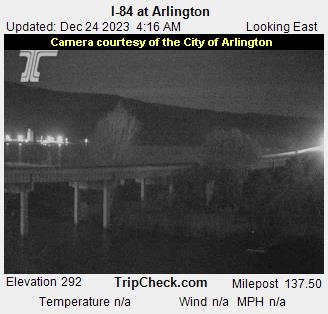 I-84 at Arlington
Updated: Dec 24 2023 4:16 AM Looking East
Camera courtesy of the City of Arlington
Elevation 292 TripCheck.com Milepost 137.50
Temperature n/a Wind n/a MPH n/a